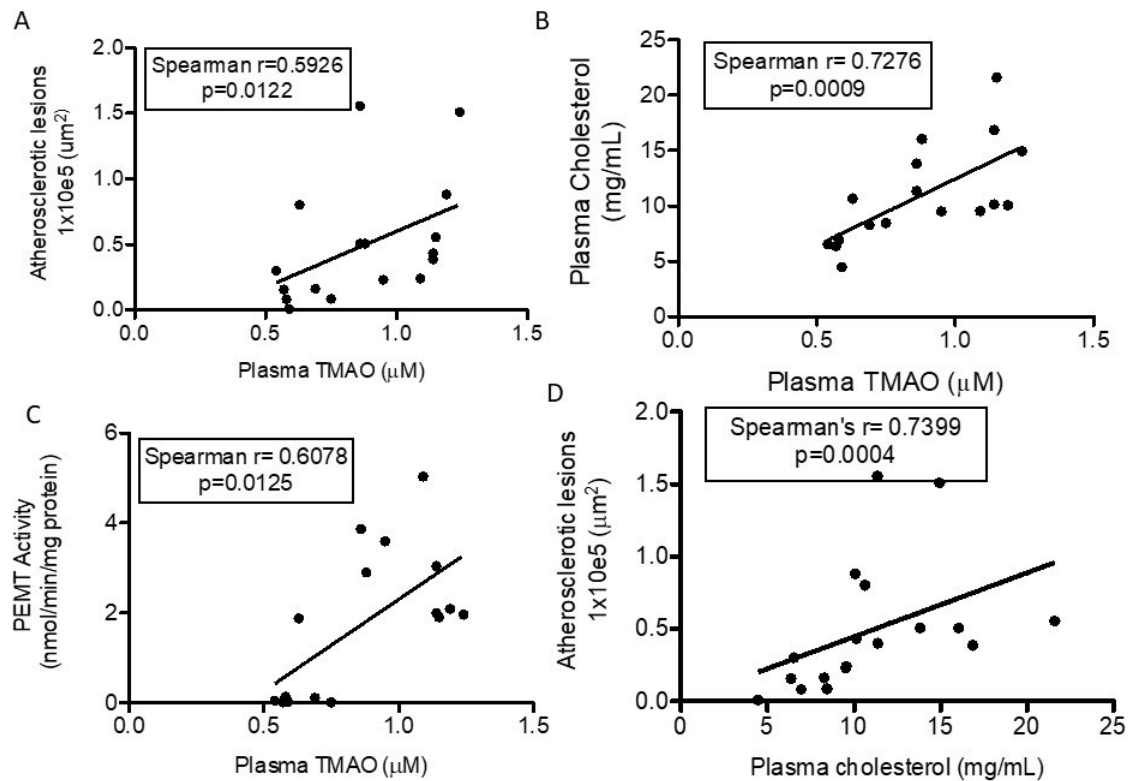 A
Atherosclerotic lesions
1x10e5 (um²)
2.0
1.5
1.0
0.5
0.0
Spearman r=0.5926
p=0.0122
0.0 0.5 1.0 1.5
Plasma TMAO (μM)
B
Plasma Cholesterol
(mg/mL)
25
20
15
10
5
0
Spearman r= 0.7276
p=0.0009
0.0 0.5 1.0 1.5
Plasma TMAO (μM)
C
PEMT Activity
(nmol/min/mg protein)
6
4
2
0
Spearman r= 0.6078
p=0.0125
0.0 0.5 1.0 1.5
Plasma TMAO (μM)
D
Atherosclerotic lesions
1x10e5 (μm²)
2.0
1.5
1.0
0.5
0.0
Spearman's r= 0.7399
p=0.0004
0 5 10 15 20 25
Plasma cholesterol (mg/mL)